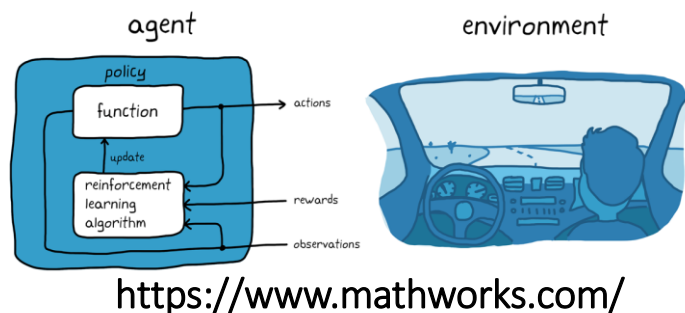 agent
environment
policy
function
actions
update
reinforcement
learning
algorithm
rewards
observations
https://www.mathworks.com/